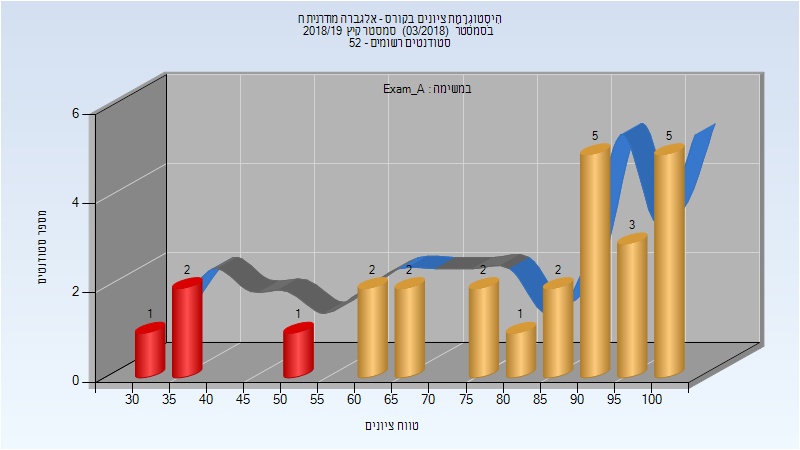 היסטוגרמת ציונים בקורס - אלגברה מודרנית ח
בסמסטר (03/2018) סמסטר קיץ 2018/19
סטודנטים רשומים - 52
במשימה : Exam_A
מספר סטודנטים
6
4
2
0
1
2
1
2
2
2
1
2
5
3
5
30 35 40 45 50 55 60 65 70 75 80 85 90 95 100
טווח ציונים